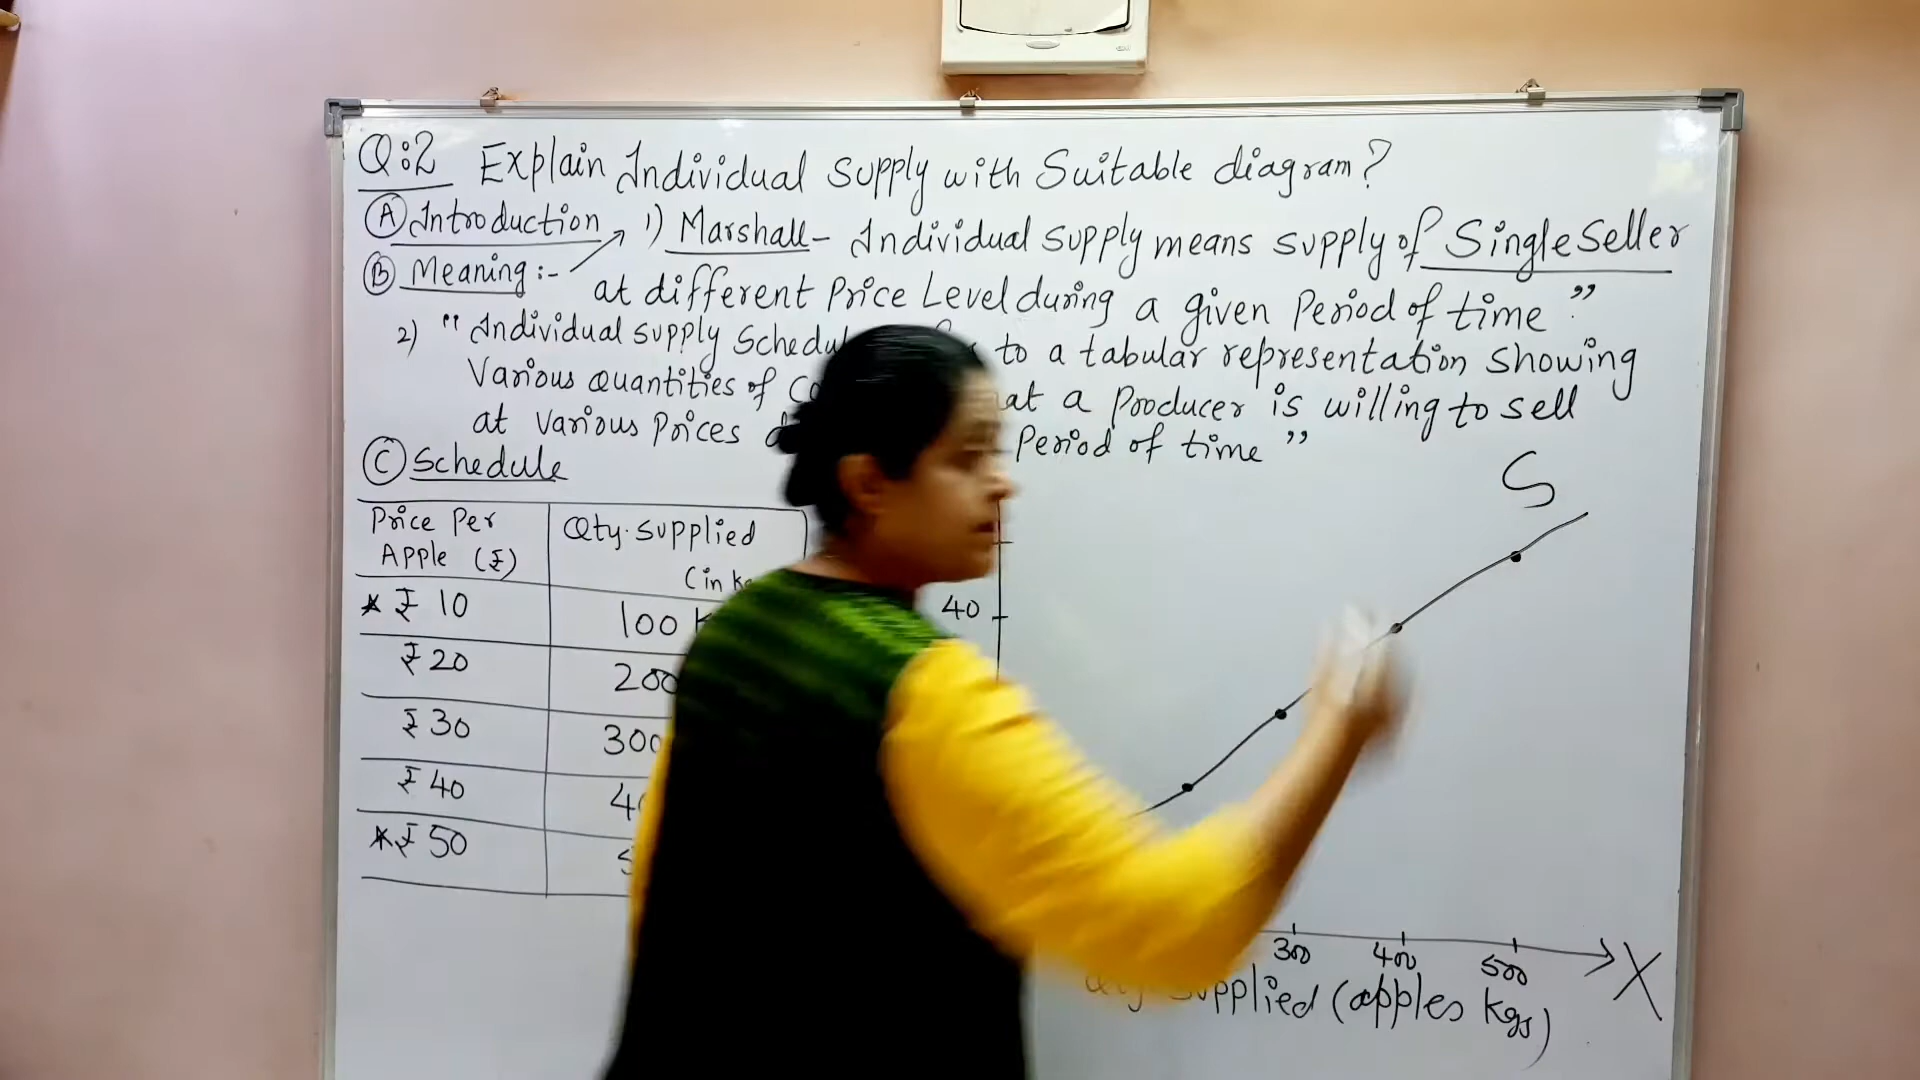 Q:2 Explain Individual Supply with Suitable diagram?
(A) Introduction
1) Marshall - Individual Supply means supply of Single Seller
(B) Meaning :-
at different Price Level during a given Period of time"
2) "Individual Supply to a tabular representation showing
Various quantities of a Producer is willing to sell
at various Prices Period of time"
(C) Schedule
Price Per Apple (₹)
Qty. Supplied (in
* ₹ 10
100
₹ 20
200
₹ 30
300
₹ 40
* ₹ 50
S
40
300 400 500 X
Supplied (apples kgs)